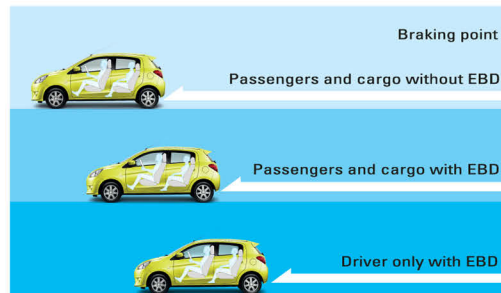 Braking point
Passengers and cargo without EBD
Passengers and cargo with EBD
Driver only with EBD